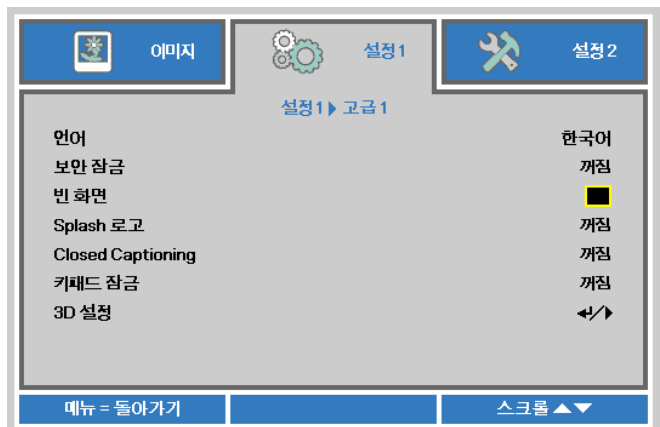 이미지 설정1 설정2
설정1▶고급1
언어 한국어
보안 잠금 꺼짐
빈 화면
Splash 로고 꺼짐
Closed Captioning 꺼짐
키패드 잠금 꺼짐
3D 설정 ↵/▶
메뉴 = 돌아가기 스크롤▲▼